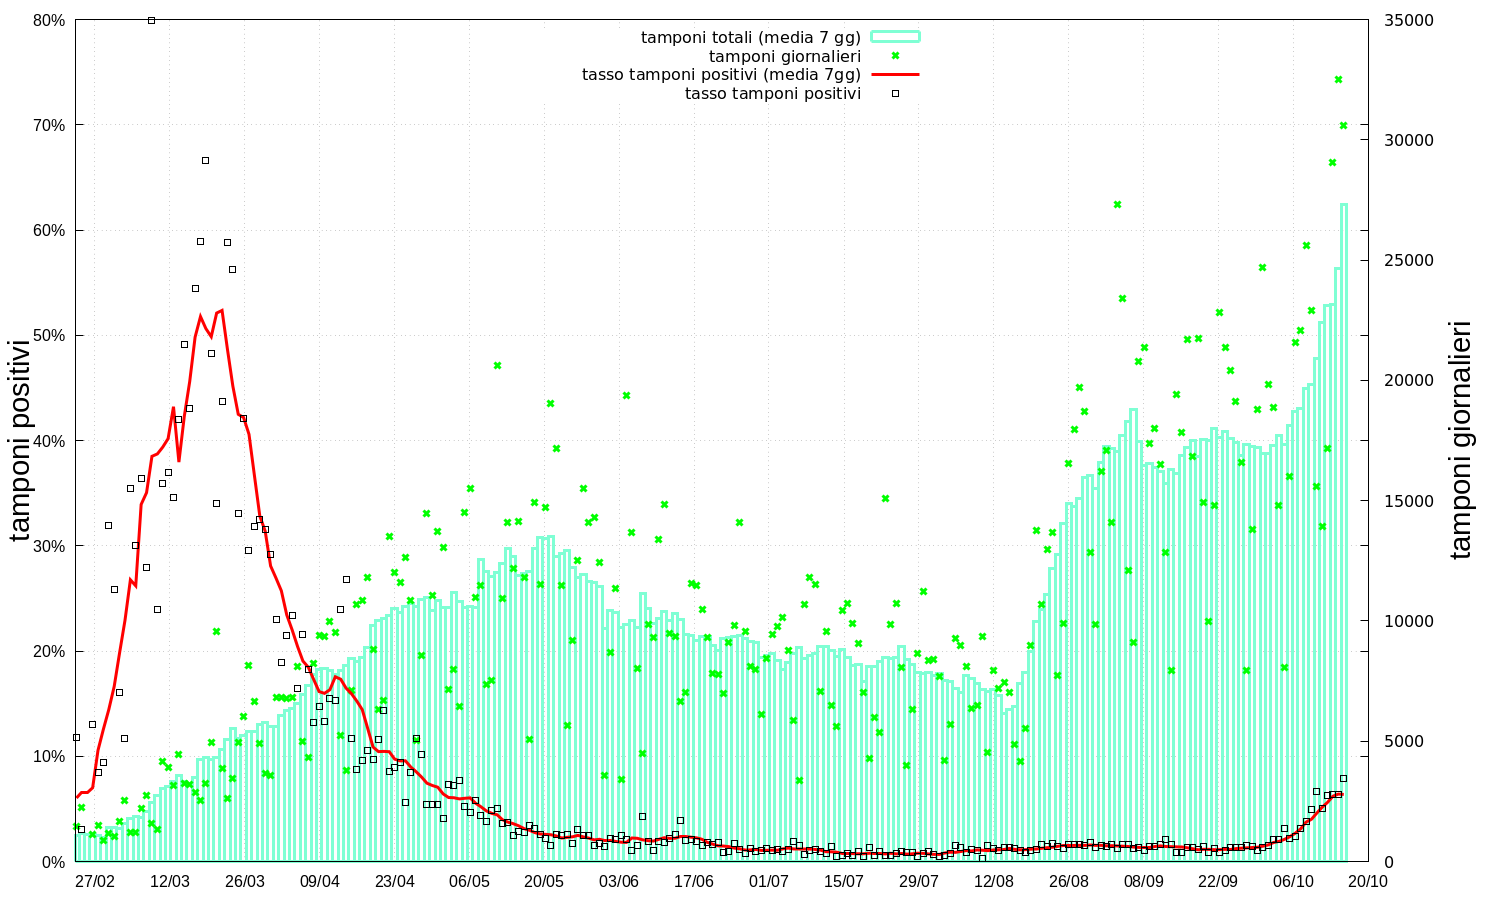 tamponi totali (media 7 gg)
tamponi giornalieri
tasso tamponi positivi (media 7gg)
tasso tamponi positivi
tamponi positivi
80%
70%
60%
50%
40%
30%
20%
10%
0%
35000
30000
25000
20000
15000
10000
5000
0
tamponi giornalieri
27/02 12/03 26/03 09/04 23/04 06/05 20/05 03/06 17/06 01/07 15/07 29/07 12/08 26/08 08/09 22/09 06/10 20/10